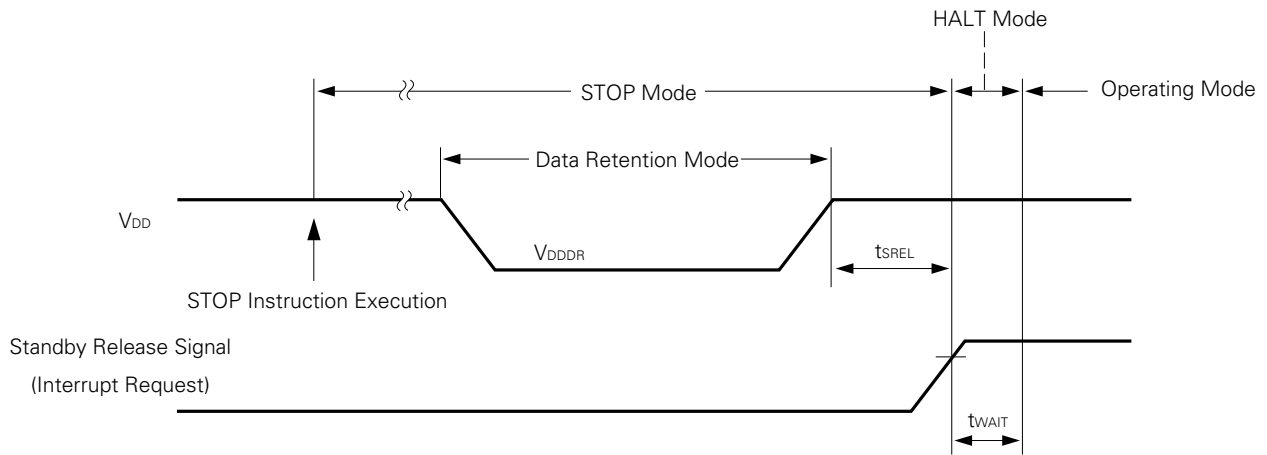 HALT Mode
STOP Mode
Operating Mode
Data Retention Mode
VDD
VDDDR
tSREL
STOP Instruction Execution
Standby Release Signal
(Interrupt Request)
tWAIT